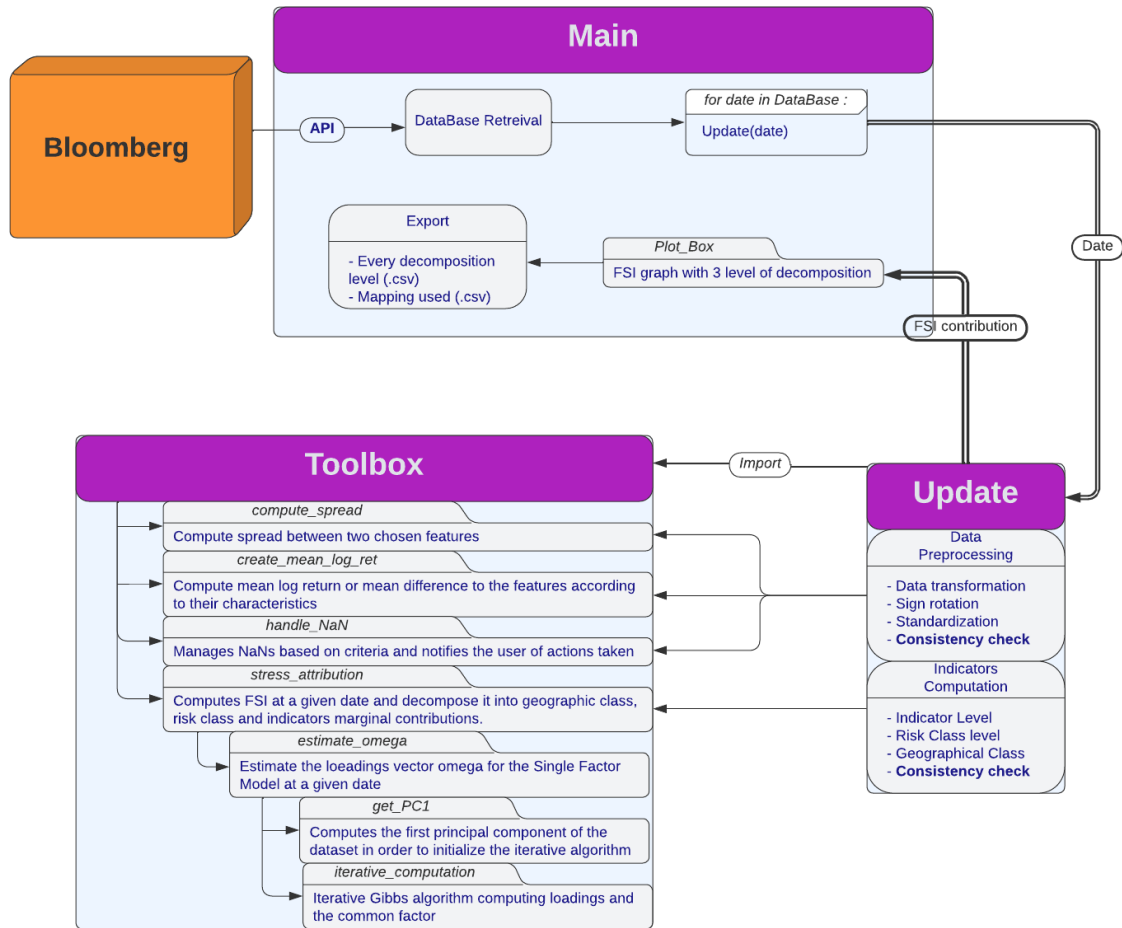 Main
Bloomberg
API
DataBase Retreival
for date in DataBase :
Update(date)
Date
Export
- Every decomposition
level (.csv)
- Mapping used (.csv)
Plot_Box
FSI graph with 3 level of decomposition
FSI contribution
Toolbox
Import
Update
compute_spread
Compute spread between two chosen features
create_mean_log_ret
Compute mean log return or mean difference to the features according
to their characteristics
handle_NaN
Manages NaNs based on criteria and notifies the user of actions taken
stress_attribution
Computes FSI at a given date and decompose it into geographic class,
risk class and indicators marginal contributions.
estimate_omega
Estimate the loeadings vector omega for the Single Factor
Model at a given date
get_PC1
Computes the first principal component of the
dataset in order to initialize the iterative algorithm
iterative_computation
Iterative Gibbs algorithm computing loadings and
the common factor
Data
Preprocessing
- Data transformation
- Sign rotation
- Standardization
- Consistency check
Indicators
Computation
- Indicator Level
- Risk Class level
- Geographical Class
- Consistency check